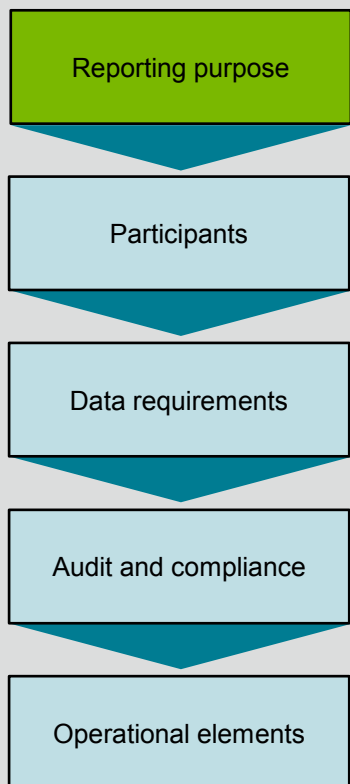 Reporting purpose
Participants
Data requirements
Audit and compliance
Operational elements